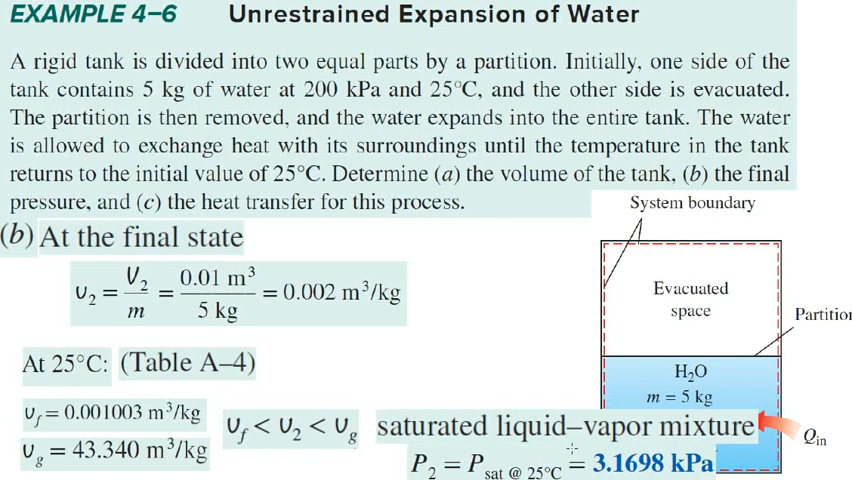 EXAMPLE 4–6 Unrestrained Expansion of Water
A rigid tank is divided into two equal parts by a partition. Initially, one side of the
tank contains 5 kg of water at 200 kPa and 25°C, and the other side is evacuated.
The partition is then removed, and the water expands into the entire tank. The water
is allowed to exchange heat with its surroundings until the temperature in the tank
returns to the initial value of 25°C. Determine (a) the volume of the tank, (b) the final
pressure, and (c) the heat transfer for this process.
(b) At the final state
υ₂ = V₂/m = 0.01 m³/5 kg = 0.002 m³/kg
At 25°C: (Table A–4)
υf = 0.001003 m³/kg
υg = 43.340 m³/kg
υf < υ₂ < υg saturated liquid–vapor mixture
P₂ = Psat @ 25°C = 3.1698 kPa
System boundary
Evacuated
space
Partition
H₂O
m = 5 kg
Qin